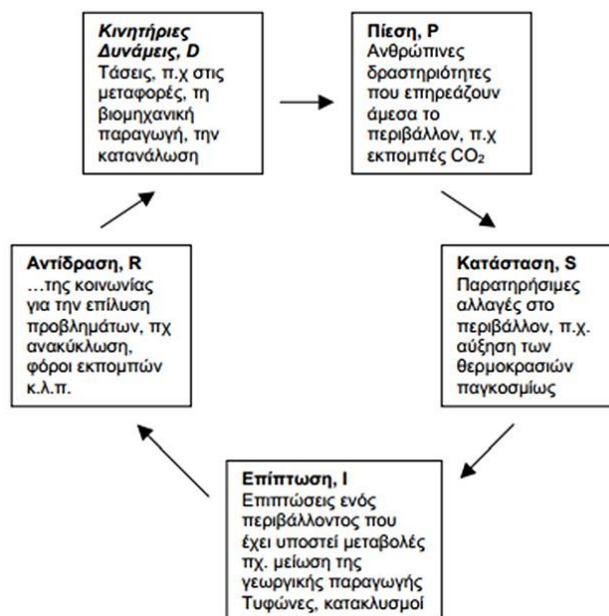 Κινητήριες
Δυνάμεις, D
Τάσεις, π.χ στις
μεταφορές, τη
βιομηχανική
παραγωγή, την
κατανάλωση
Πίεση, P
Ανθρώπινες
δραστηριότητες
που επηρεάζουν
άμεσα το
περιβάλλον, π.χ
εκπομπές CO₂
Κατάσταση, S
Παρατηρήσιμες
αλλαγές στο
περιβάλλον, π.χ.
αύξηση των
θερμοκρασιών
παγκοσμίως
Επίπτωση, I
Επιπτώσεις ενός
περιβάλλοντος που
έχει υποστεί μεταβολές
πχ. μείωση της
γεωργικής παραγωγής
Τυφώνες, κατακλυσμοί
Αντίδραση, R
…της κοινωνίας
για την επίλυση
προβλημάτων, πχ
ανακύκλωση,
φόροι εκπομπών
κ.λ.π.